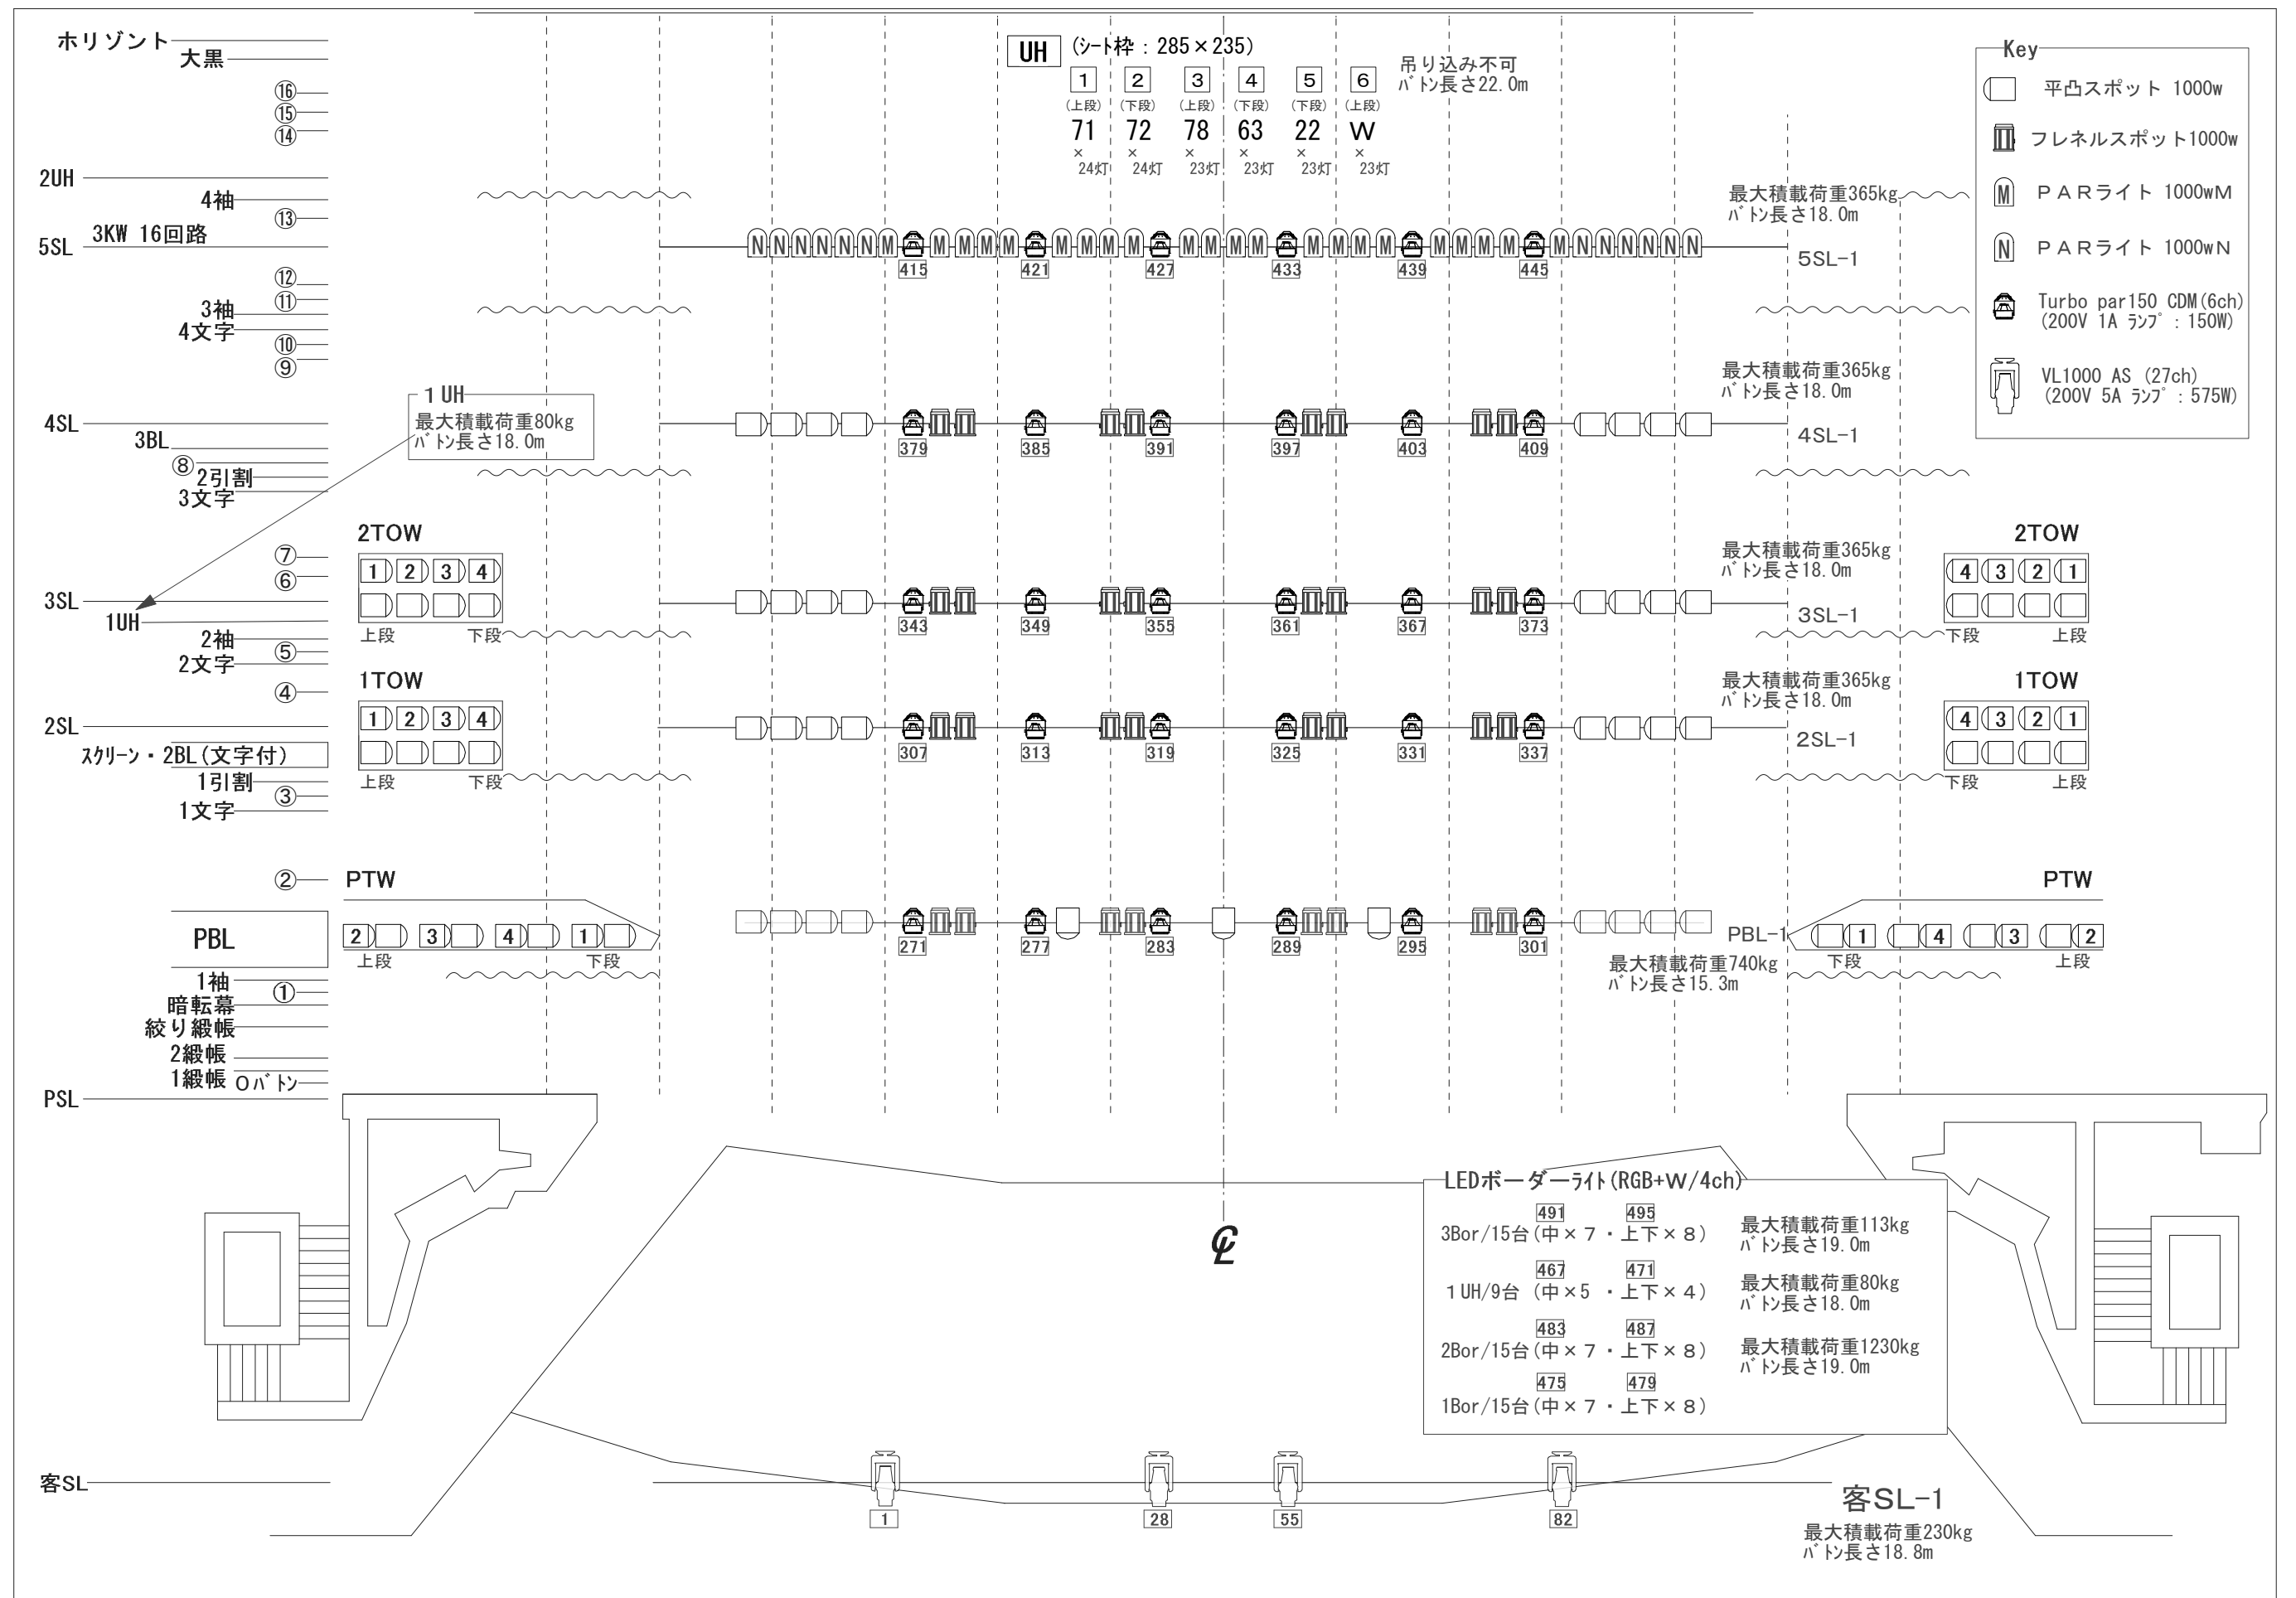 ホリゾント
大黒
⑯
⑮
⑭
2UH
4袖
⑬
3KW 16回路
5SL
⑫
⑪
3袖
4文字
⑩
⑨
4SL
3BL
⑧
2引割
3文字
⑦
⑥
3SL
1UH
2袖
⑤
2文字
④
2SL
ｽｸﾘｰﾝ・2BL(文字付)
1引割
③
1文字
②
PBL
1袖
①
暗転幕
絞り緞帳
2緞帳
1緞帳
0ﾊﾞﾄﾝ
PSL
客SL
UH (ｼｰﾄ枠：285×235)
1 2 3 4 5 6
(上段) (下段) (上段) (下段) (下段) (上段)
71 72 78 63 22 W
× × × × × ×
24灯 24灯 23灯 23灯 23灯 23灯
吊り込み不可
ﾊﾞﾄﾝ長さ22.0m
Key
平凸スポット 1000w
フレネルスポット1000w
M PARライト 1000wM
N PARライト 1000wN
Turbo par150 CDM(6ch)
(200V 1A ﾗﾝﾌﾟ：150W)
VL1000 AS (27ch)
(200V 5A ﾗﾝﾌﾟ：575W)
最大積載荷重365kg
ﾊﾞﾄﾝ長さ18.0m
N N N N N N M M M M M M M M M M M M M M M M M M M M M M N N N N N N
415 421 427 433 439 445
5SL-1
1UH
最大積載荷重80kg
ﾊﾞﾄﾝ長さ18.0m
最大積載荷重365kg
ﾊﾞﾄﾝ長さ18.0m
379 385 391 397 403 409
4SL-1
2TOW
1 2 3 4
上段 下段
最大積載荷重365kg
ﾊﾞﾄﾝ長さ18.0m
343 349 355 361 367 373
3SL-1
2TOW
4 3 2 1
下段 上段
1TOW
1 2 3 4
上段 下段
最大積載荷重365kg
ﾊﾞﾄﾝ長さ18.0m
307 313 319 325 331 337
2SL-1
1TOW
4 3 2 1
下段 上段
PTW
2 3 4 1
上段 下段
271 277 283 289 295 301
PBL-1
最大積載荷重740kg
ﾊﾞﾄﾝ長さ15.3m
PTW
1 4 3 2
下段 上段
℄
LEDボーダーﾗｲﾄ(RGB+W/4ch)
491 495
3Bor/15台(中×7・上下×8)
最大積載荷重113kg
ﾊﾞﾄﾝ長さ19.0m
467 471
1UH/9台 (中×5 ・上下×4)
最大積載荷重80kg
ﾊﾞﾄﾝ長さ18.0m
483 487
2Bor/15台(中×7・上下×8)
最大積載荷重1230kg
ﾊﾞﾄﾝ長さ19.0m
475 479
1Bor/15台(中×7・上下×8)
1 28 55 82
客SL-1
最大積載荷重230kg
ﾊﾞﾄﾝ長さ18.8m